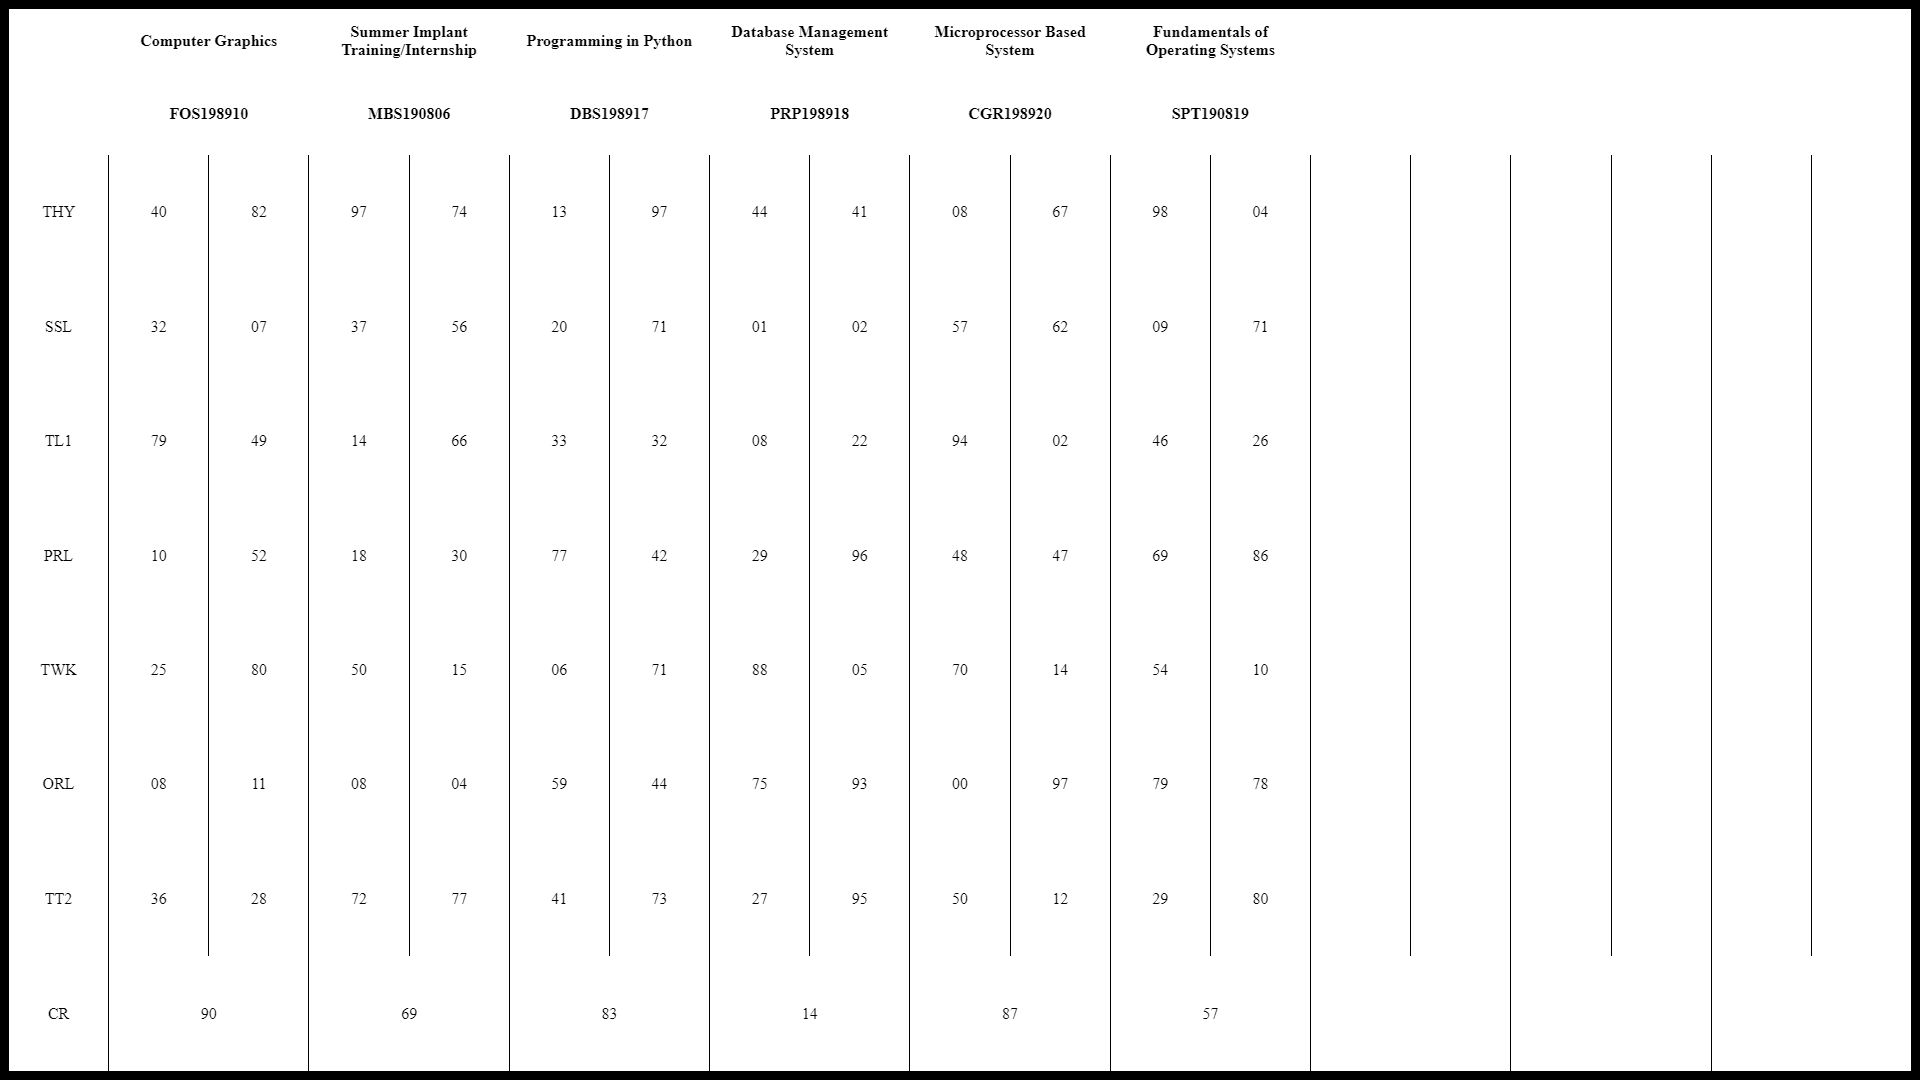 Computer Graphics Summer Implant Training/Internship Programming in Python Database Management System Microprocessor Based System Fundamentals of Operating Systems
FOS198910 MBS190806 DBS198917 PRP198918 CGR198920 SPT190819
THY 40 82 97 74 13 97 44 41 08 67 98 04
SSL 32 07 37 56 20 71 01 02 57 62 09 71
TL1 79 49 14 66 33 32 08 22 94 02 46 26
PRL 10 52 18 30 77 42 29 96 48 47 69 86
TWK 25 80 50 15 06 71 88 05 70 14 54 10
ORL 08 11 08 04 59 44 75 93 00 97 79 78
TT2 36 28 72 77 41 73 27 95 50 12 29 80
CR 90 69 83 14 87 57